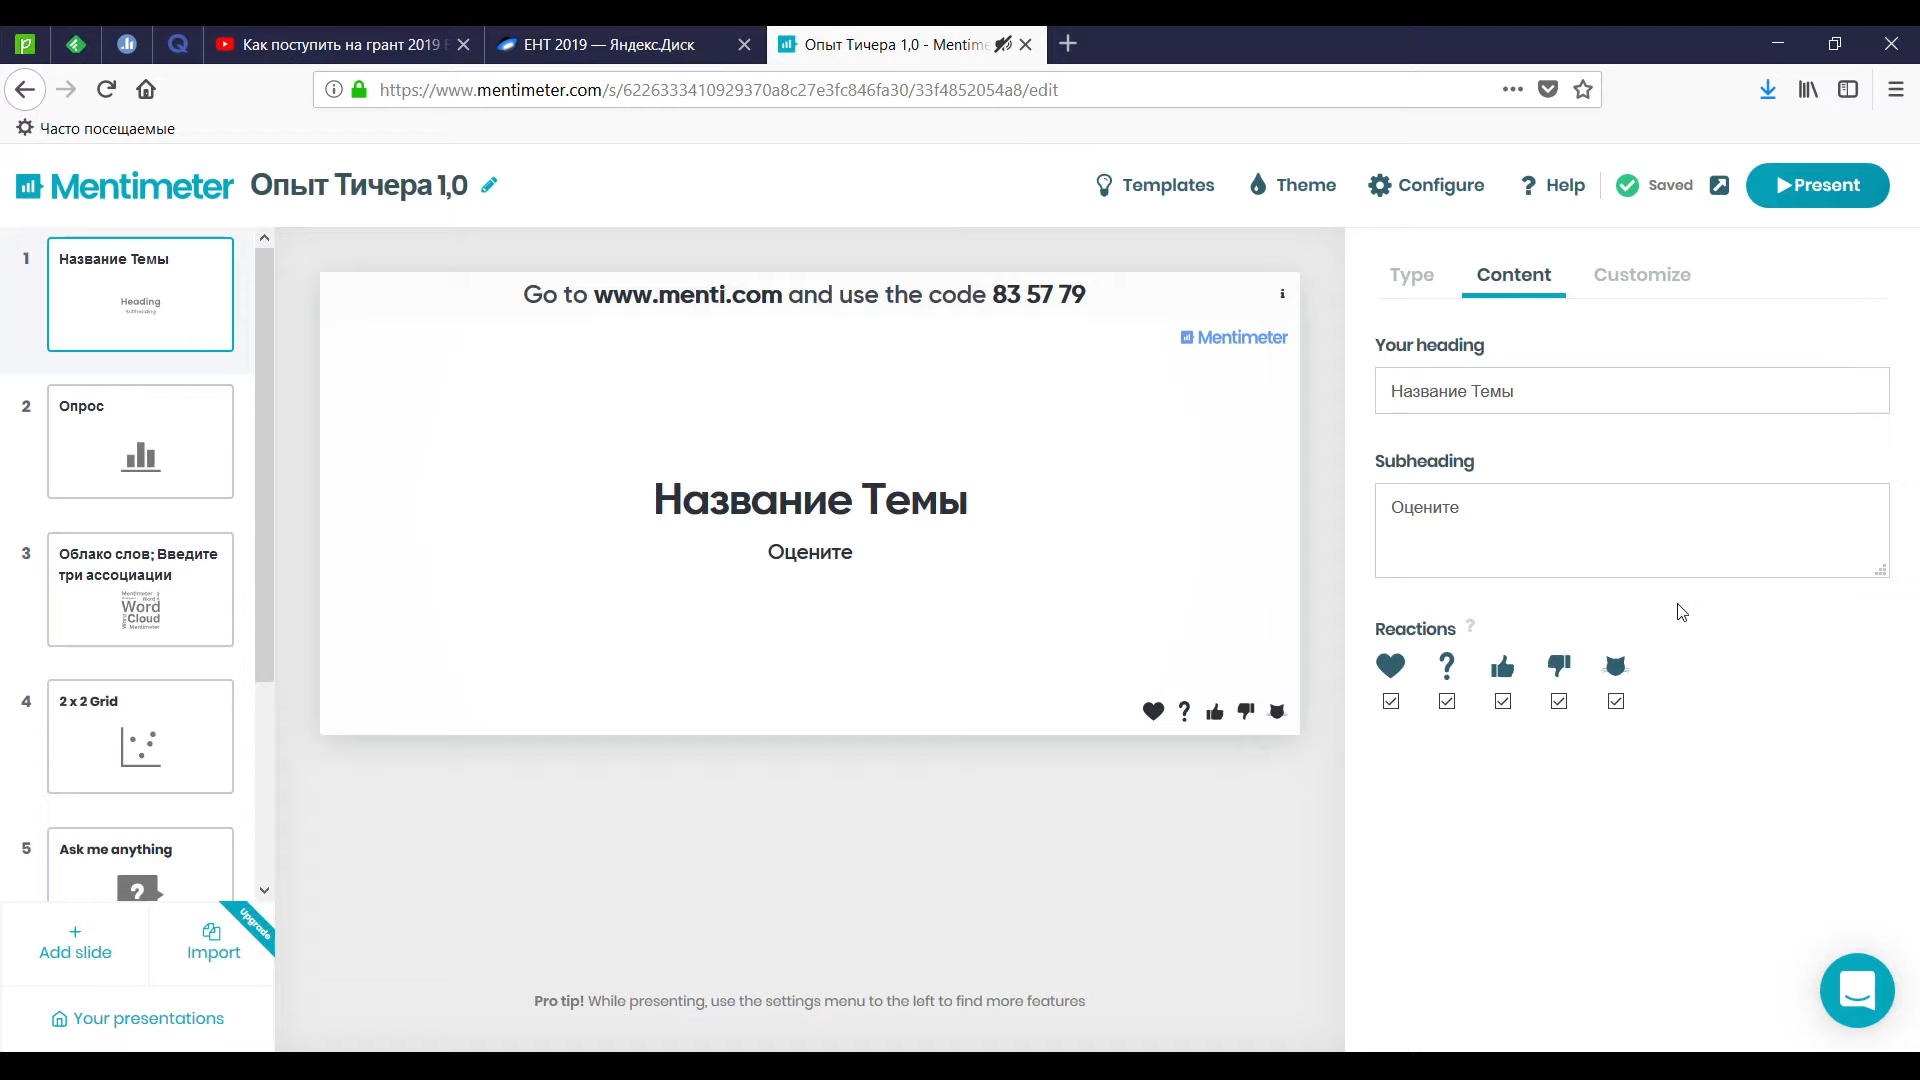 Как поступить на грант 2019
ЕНТ 2019 — Яндекс.Диск
Опыт Тичера 1,0 - Mentime
https://www.mentimeter.com/s/6226333410929370a8c27e3fc846fa30/33f4852054a8/edit
Часто посещаемые
Mentimeter
Опыт Тичера 1,0
Templates
Theme
Configure
? Help
Saved
Present
1
Название Темы
Heading
Subheading
2
Опрос
3
Облако слов; Введите
три ассоциации
Mentimeter
Word
Cloud
Mentimeter
4
2 x 2 Grid
5
Ask me anything
?
+
Add slide
Import
Upgrade
Your presentations
Go to www.menti.com and use the code 83 57 79
Mentimeter
Название Темы
Оцените
?
Pro tip! While presenting, use the settings menu to the left to find more features
Type
Content
Customize
Your heading
Название Темы
Subheading
Оцените
Reactions ?
?